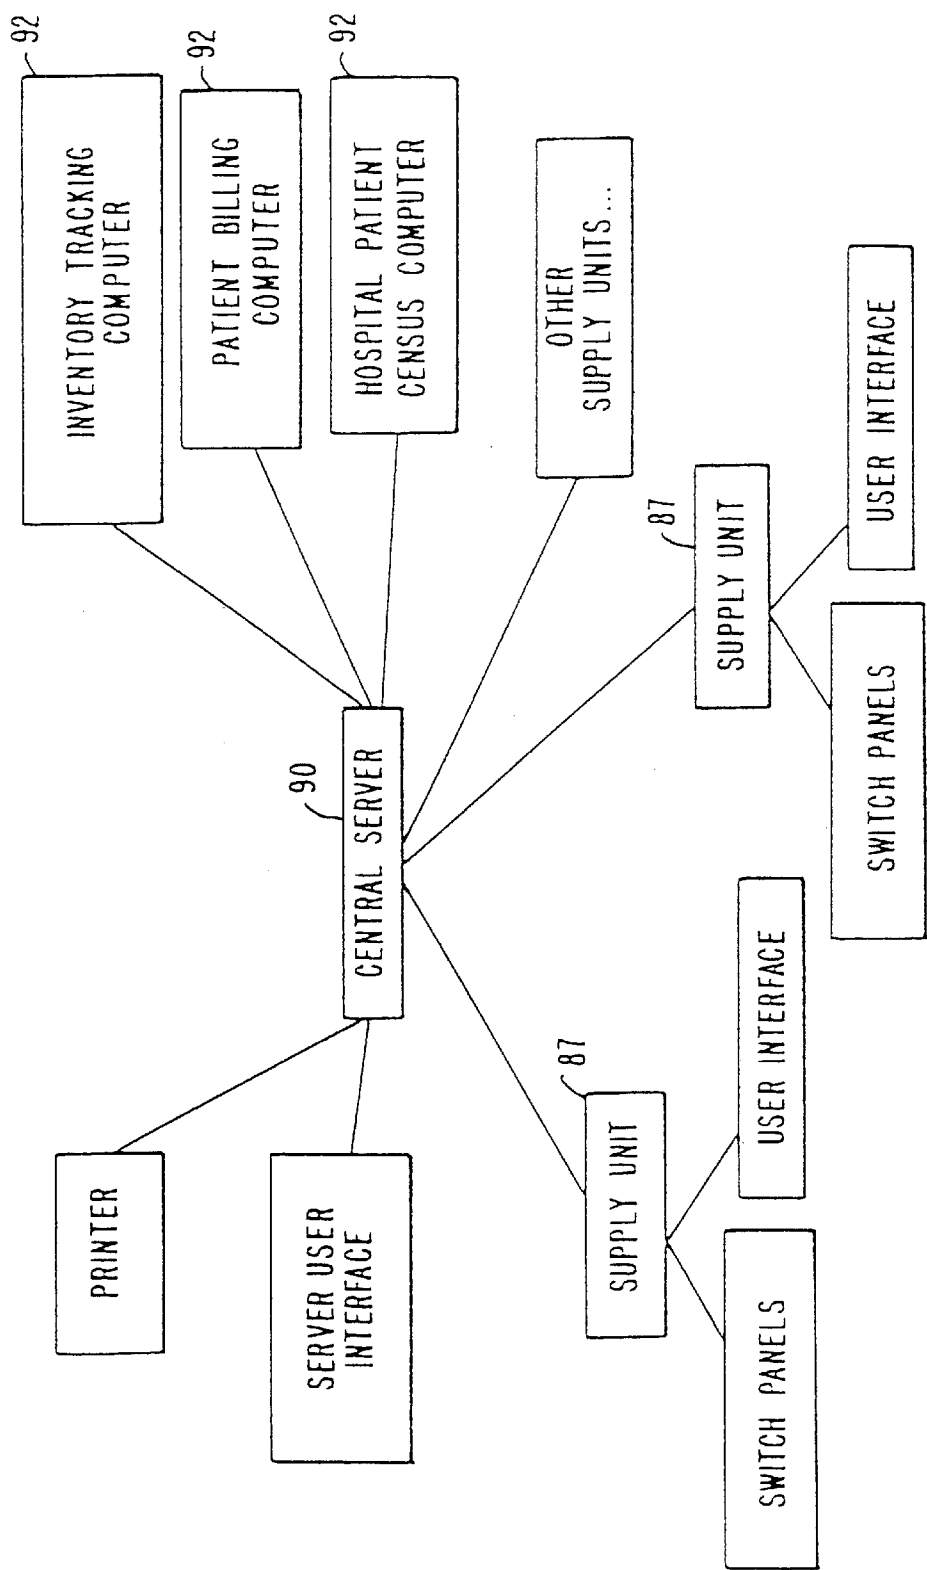 PRINTER
SERVER USER
INTERFACE
90
CENTRAL SERVER
92
INVENTORY TRACKING
COMPUTER
92
PATIENT BILLING
COMPUTER
92
HOSPITAL PATIENT
CENSUS COMPUTER
OTHER
SUPPLY UNITS...
87
SUPPLY UNIT
SWITCH PANELS
USER INTERFACE
87
SUPPLY UNIT
SWITCH PANELS
USER INTERFACE